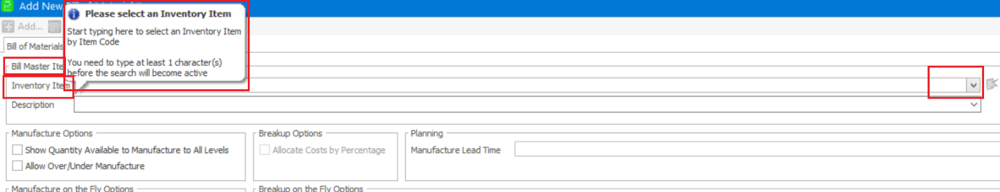 Add New
Please select an Inventory Item
Add...
Start typing here to select an Inventory Item
by Item Code
Bill of Materials
You need to type at least 1 character(s)
before the search will become active
Bill Master Ite
Inventory Item
Description
Manufacture Options
Breakup Options
Planning
Show Quantity Available to Manufacture to All Levels
Allocate Costs by Percentage
Manufacture Lead Time
Allow Over/Under Manufacture
Manufacture on the Fly Options
Breakup on the Fly Options